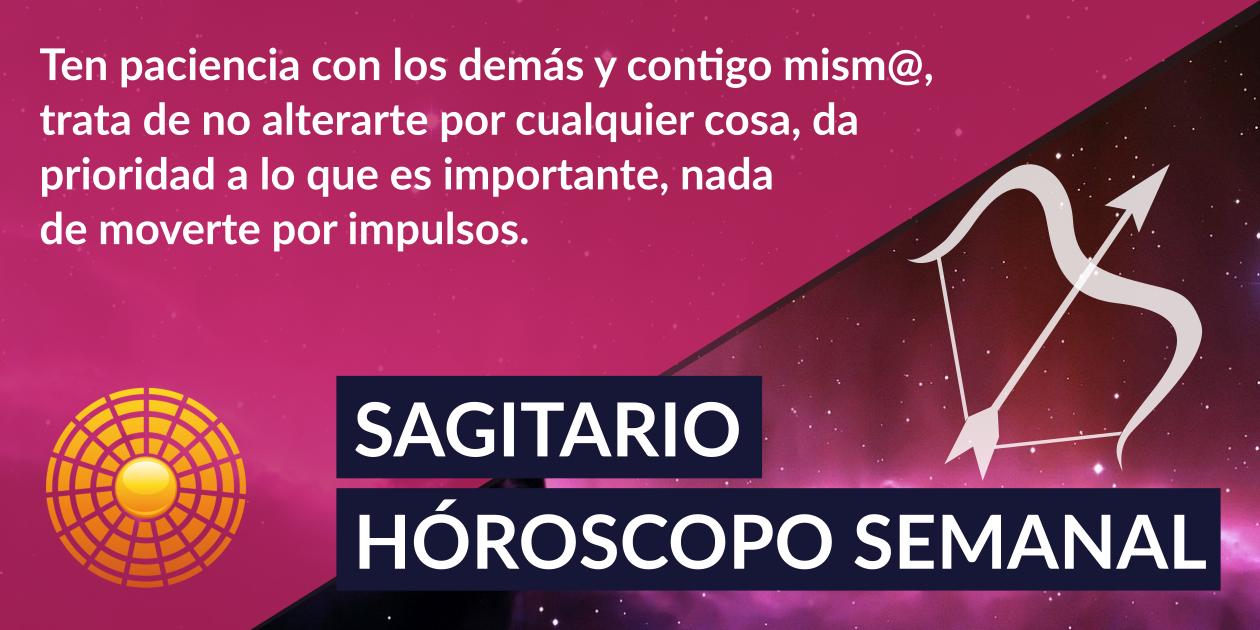 Ten paciencia con los demás y contigo mism@,
trata de no alterarte por cualquier cosa, da
prioridad a lo que es importante, nada
de moverte por impulsos.
SAGITARIO
HÓROSCOPO SEMANAL